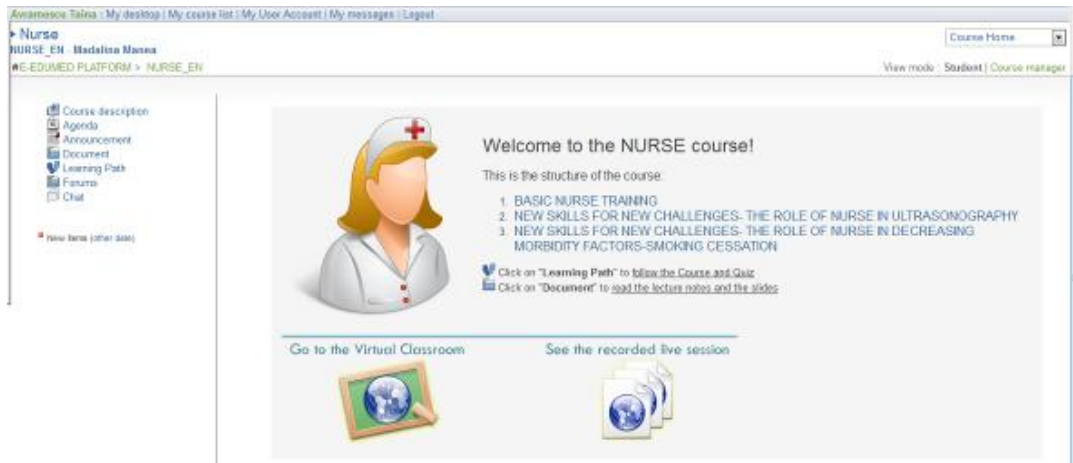 Avramescu Taina : My desktop | My course list | My User Account | My messages | Logout
Nurse
NURSE_EN - Madalina Manea
Course Home
E-EDUMED PLATFORM > NURSE_EN
View mode : Student | Course manager
Course description
Agenda
Announcement
Document
Learning Path
Forums
Chat
New items (other date)
Welcome to the NURSE course!
This is the structure of the course:
1. BASIC NURSE TRAINING
2. NEW SKILLS FOR NEW CHALLENGES- THE ROLE OF NURSE IN ULTRASONOGRAPHY
3. NEW SKILLS FOR NEW CHALLENGES- THE ROLE OF NURSE IN DECREASING
MORBIDITY FACTORS-SMOKING CESSATION
Click on "Learning Path" to follow the Course and Quiz
Click on "Document" to read the lecture notes and the slides
Go to the Virtual Classroom
See the recorded live session